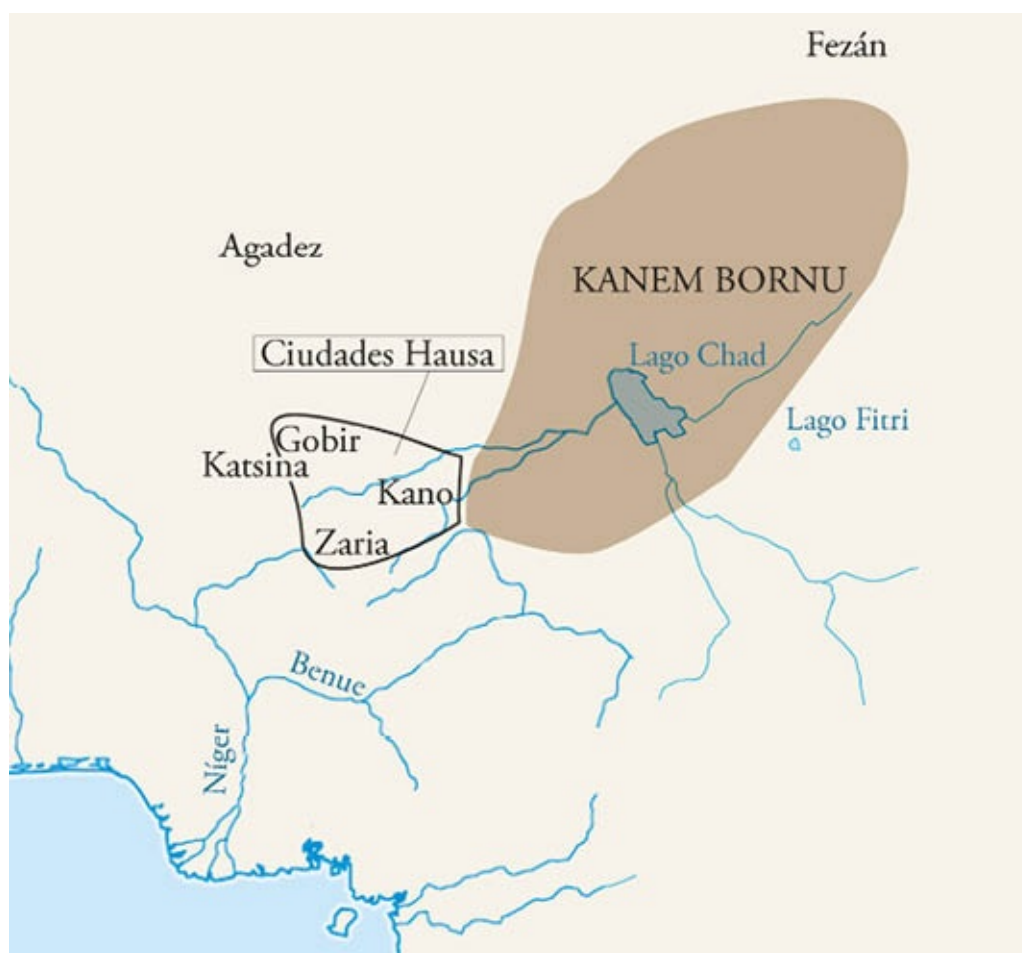 Fezán
Agadez
KANEM BORNU
Ciudades Hausa
Lago Chad
Lago Fitri
Gobir
Katsina
Kano
Zaria
Benue
Níger